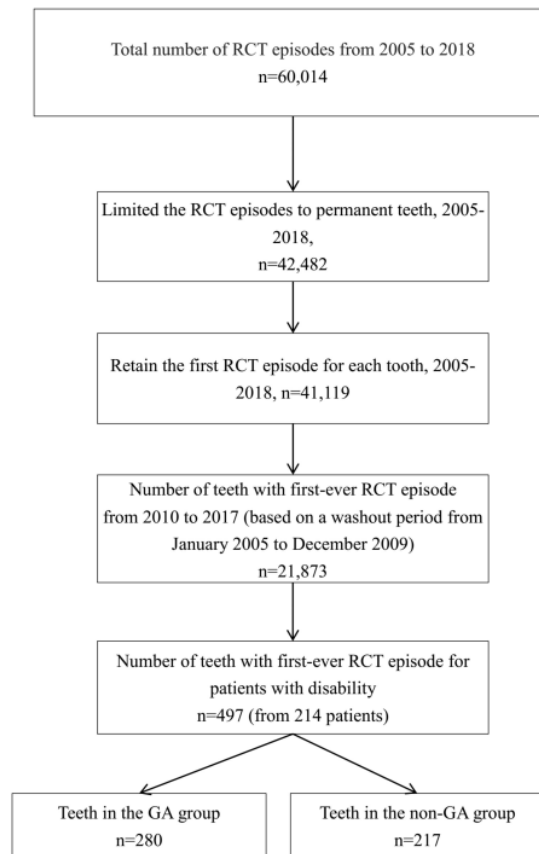 Total number of RCT episodes from 2005 to 2018
n=60,014
Limited the RCT episodes to permanent teeth, 2005-
2018,
n=42,482
Retain the first RCT episode for each tooth, 2005-
2018, n=41,119
Number of teeth with first-ever RCT episode
from 2010 to 2017 (based on a washout period from
January 2005 to December 2009)
n=21,873
Number of teeth with first-ever RCT episode for
patients with disability
n=497 (from 214 patients)
Teeth in the GA group
n=280
Teeth in the non-GA group
n=217